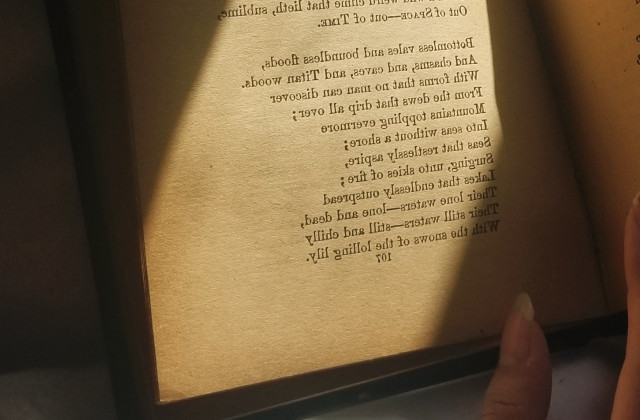 wild weird clime that lieth, sublime,
Out of SPACE—out of TIME.
Bottomless vales and boundless floods,
And chasms, and caves, and Titan woods.
With forms that no man can discover
From the dews that drip all over;
Mountains toppling evermore
Into seas without a shore;
Seas that restlessly aspire,
Surging, unto skies of fire;
Lakes that endlessly outspread
Their lone waters—lone and dead,
Their still waters—still and chilly
With the snows of the lolling lily.
107